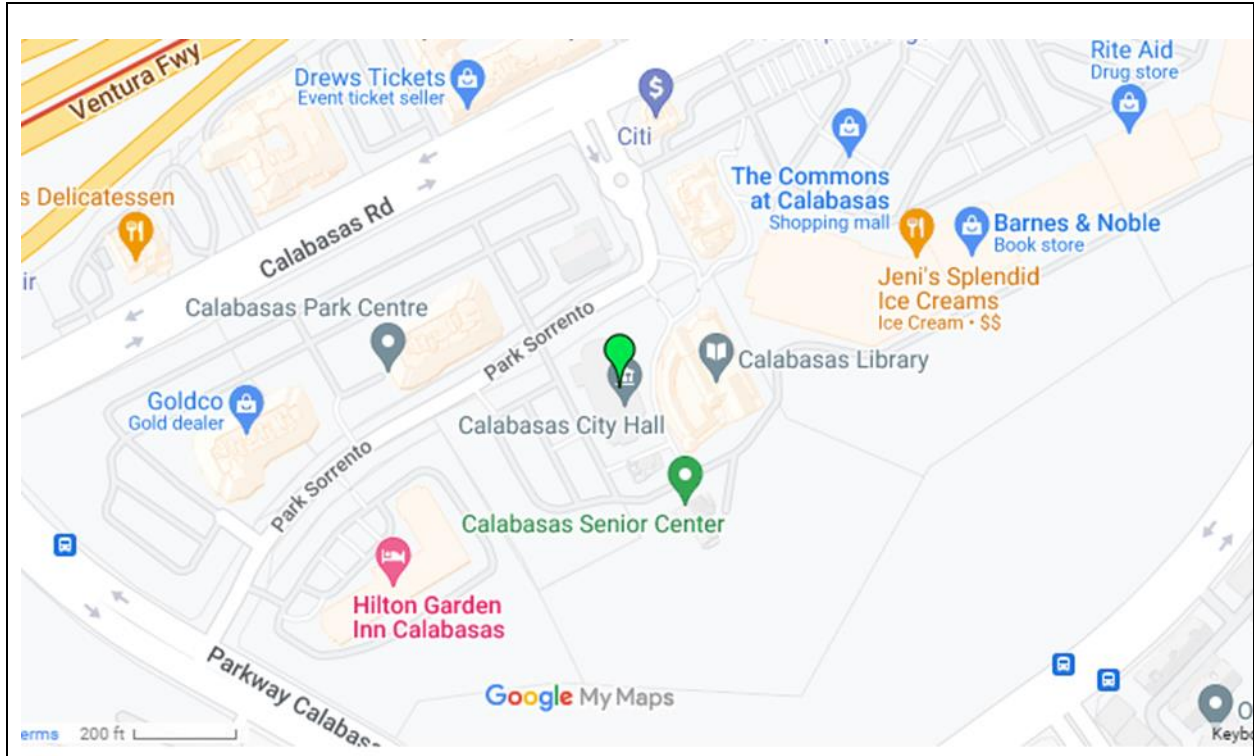 Ventura Fwy
Drews Tickets
Event ticket seller
Citi
Rite Aid
Drug store
The Commons
at Calabasas
Shopping mall
s Delicatessen
Calabasas Rd
Barnes & Noble
Book store
ir
Jeni's Splendid
Ice Creams
Ice Cream • $$
Calabasas Park Centre
Park Sorrento
Calabasas Library
Goldco
Gold dealer
Calabasas City Hall
Park Sorrento
Calabasas Senior Center
Hilton Garden
Inn Calabasas
Parkway Calabas
Google My Maps
erms
200 ft
O
Keybo